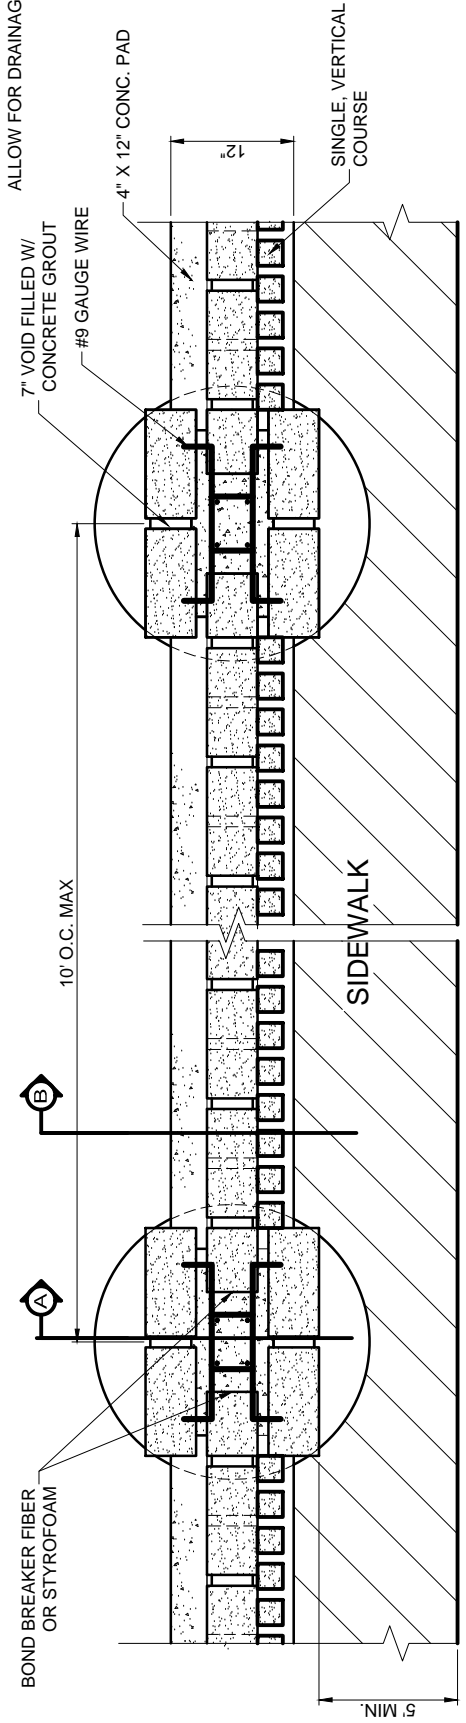 ALLOW FOR DRAINAG
7" VOID FILLED W/
CONCRETE GROUT
#9 GAUGE WIRE
4" X 12" CONC. PAD
12"
SINGLE, VERTICAL
COURSE
10' O.C. MAX
B
A
SIDEWALK
BOND BREAKER FIBER
OR STYROFOAM
5' MIN.